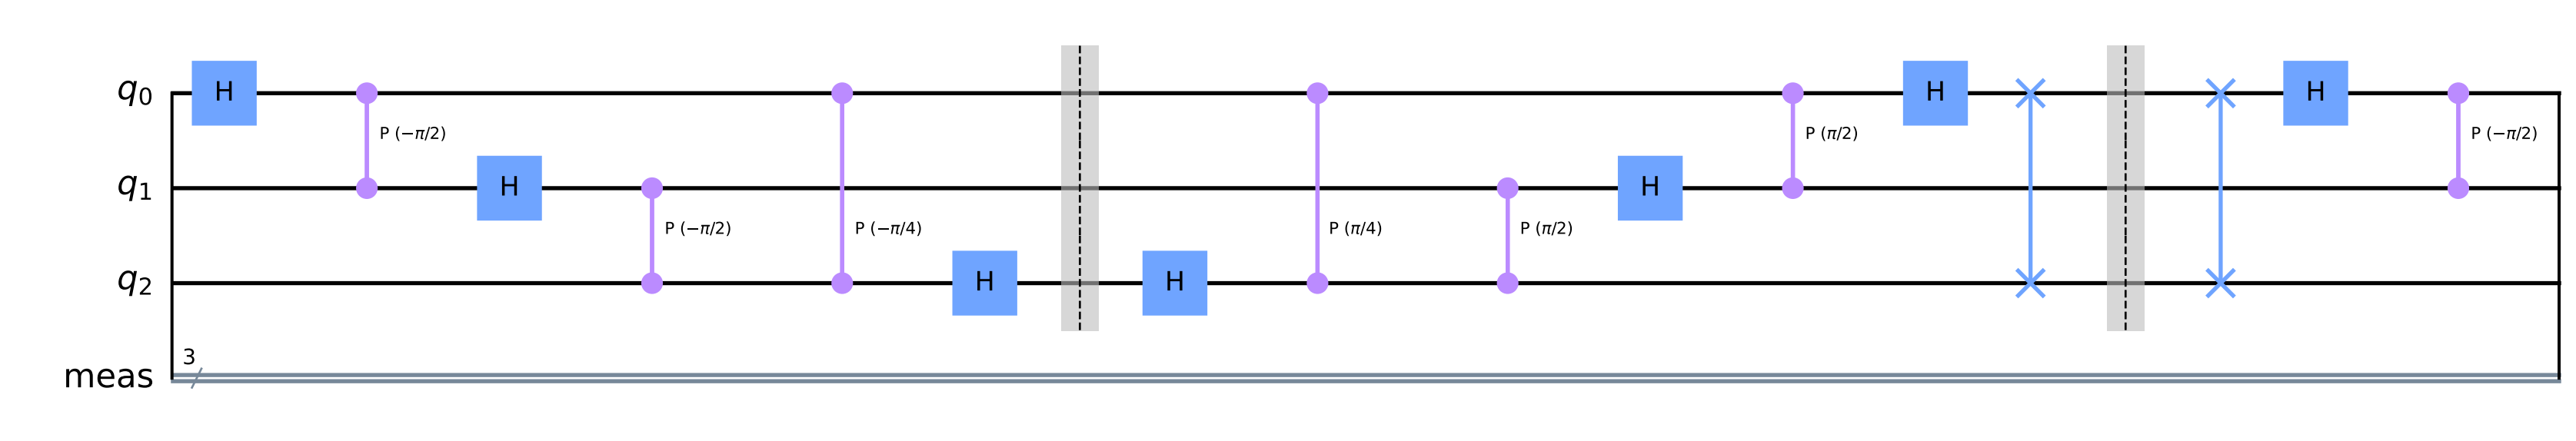 q0 H H H
P (−π/2) P (π/2) P (−π/2)
q1 H H
P (−π/2) P (−π/4) P (π/4) P (π/2)
q2 H H
3
meas